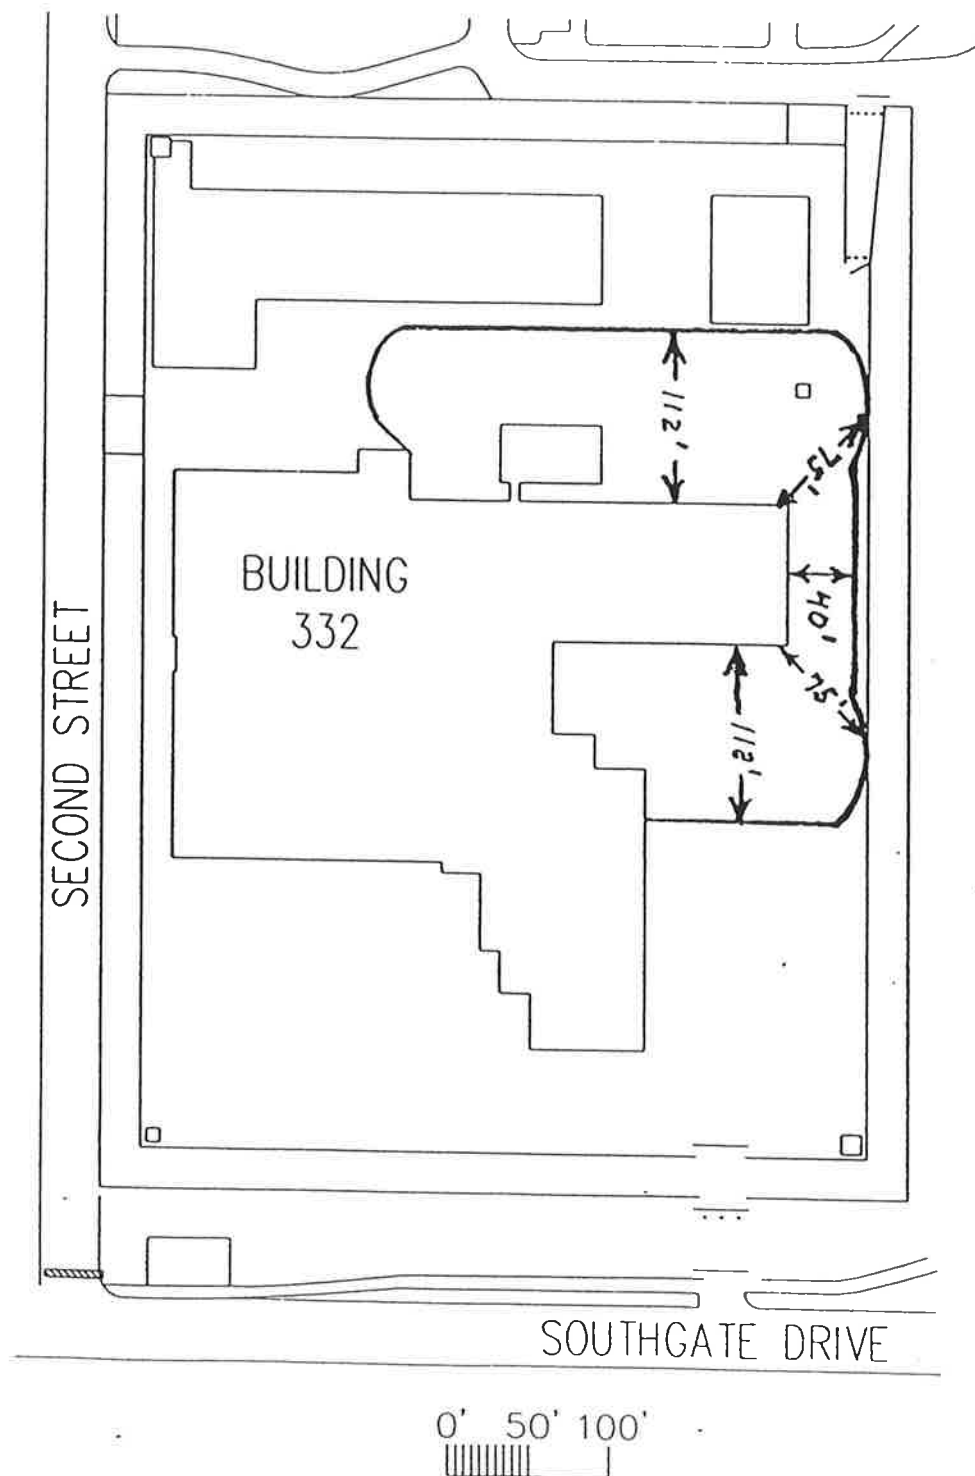 112'
75'
BUILDING
332
40'
SECOND STREET
75'
112'
SOUTHGATE DRIVE
0' 50' 100'